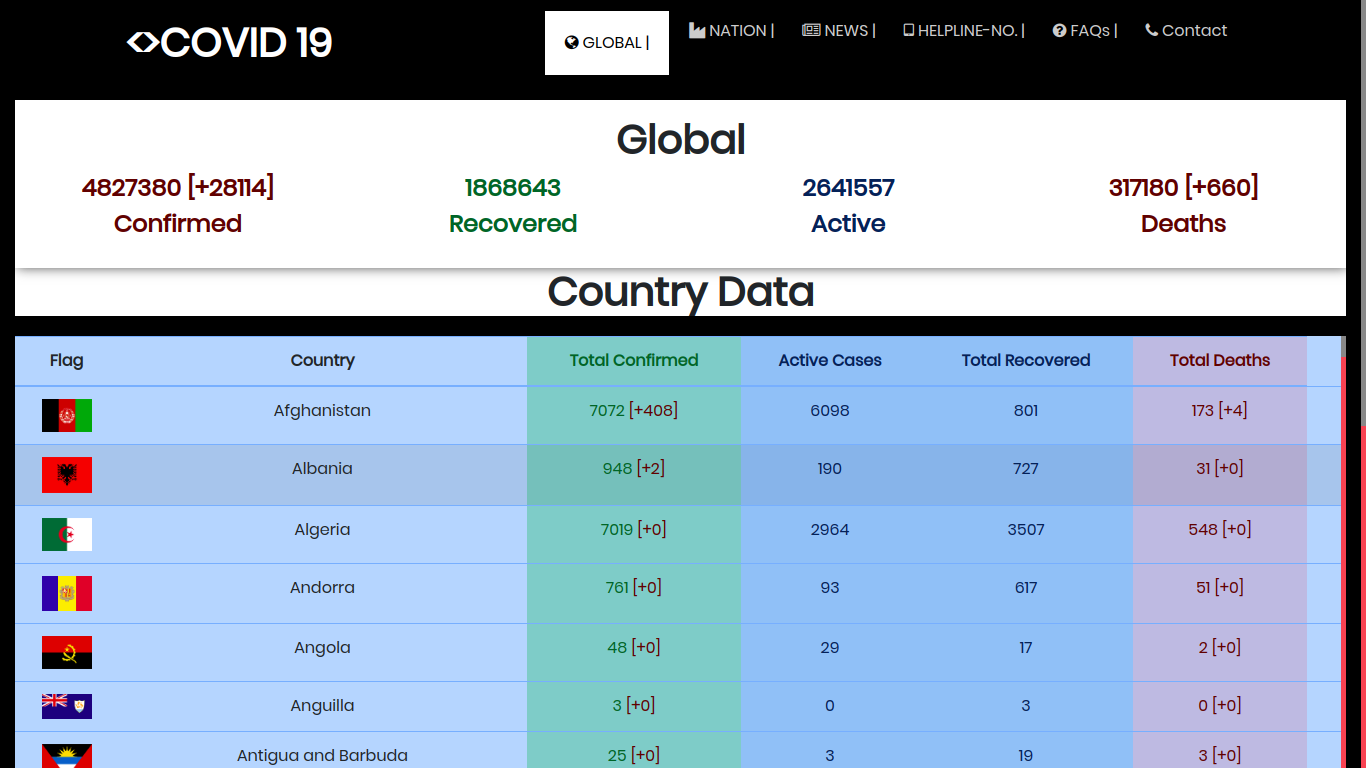 COVID 19
GLOBAL | NATION | NEWS | HELPLINE-NO. | FAQs | Contact
Global
4827380 [+28114] 1868643 2641557 317180 [+660]
Confirmed Recovered Active Deaths
Country Data
Flag Country Total Confirmed Active Cases Total Recovered Total Deaths
Afghanistan 7072 [+408] 6098 801 173 [+4]
Albania 948 [+2] 190 727 31 [+0]
Algeria 7019 [+0] 2964 3507 548 [+0]
Andorra 761 [+0] 93 617 51 [+0]
Angola 48 [+0] 29 17 2 [+0]
Anguilla 3 [+0] 0 3 0 [+0]
Antigua and Barbuda 25 [+0] 3 19 3 [+0]